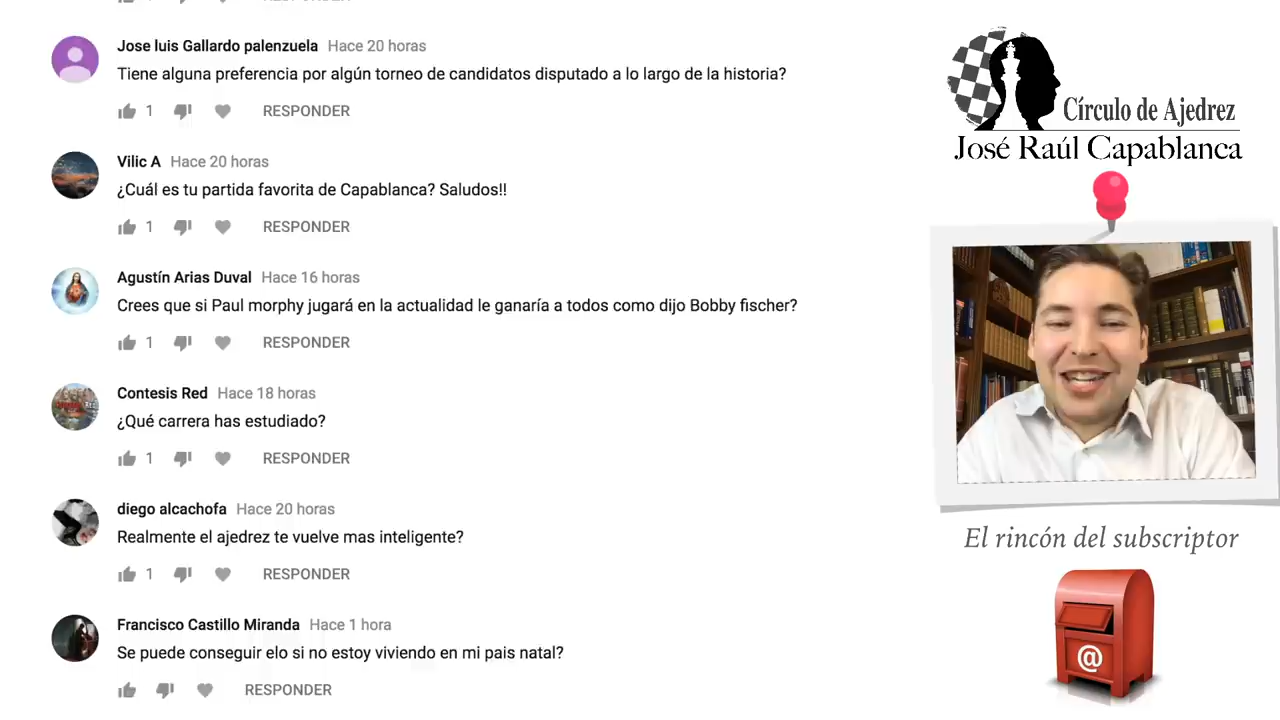 Jose luis Gallardo palenzuela Hace 20 horas
Tiene alguna preferencia por algún torneo de candidatos disputado a lo largo de la historia?
1 RESPONDER
Vilic A Hace 20 horas
¿Cuál es tu partida favorita de Capablanca? Saludos!!
1 RESPONDER
Agustín Arias Duval Hace 16 horas
Crees que si Paul morphy jugará en la actualidad le ganaría a todos como dijo Bobby fischer?
1 RESPONDER
Contesis Red Hace 18 horas
¿Qué carrera has estudiado?
1 RESPONDER
diego alcachofa Hace 20 horas
Realmente el ajedrez te vuelve mas inteligente?
1 RESPONDER
Francisco Castillo Miranda Hace 1 hora
Se puede conseguir elo si no estoy viviendo en mi pais natal?
RESPONDER
Círculo de Ajedrez
José Raúl Capablanca
El rincón del subscriptor
@